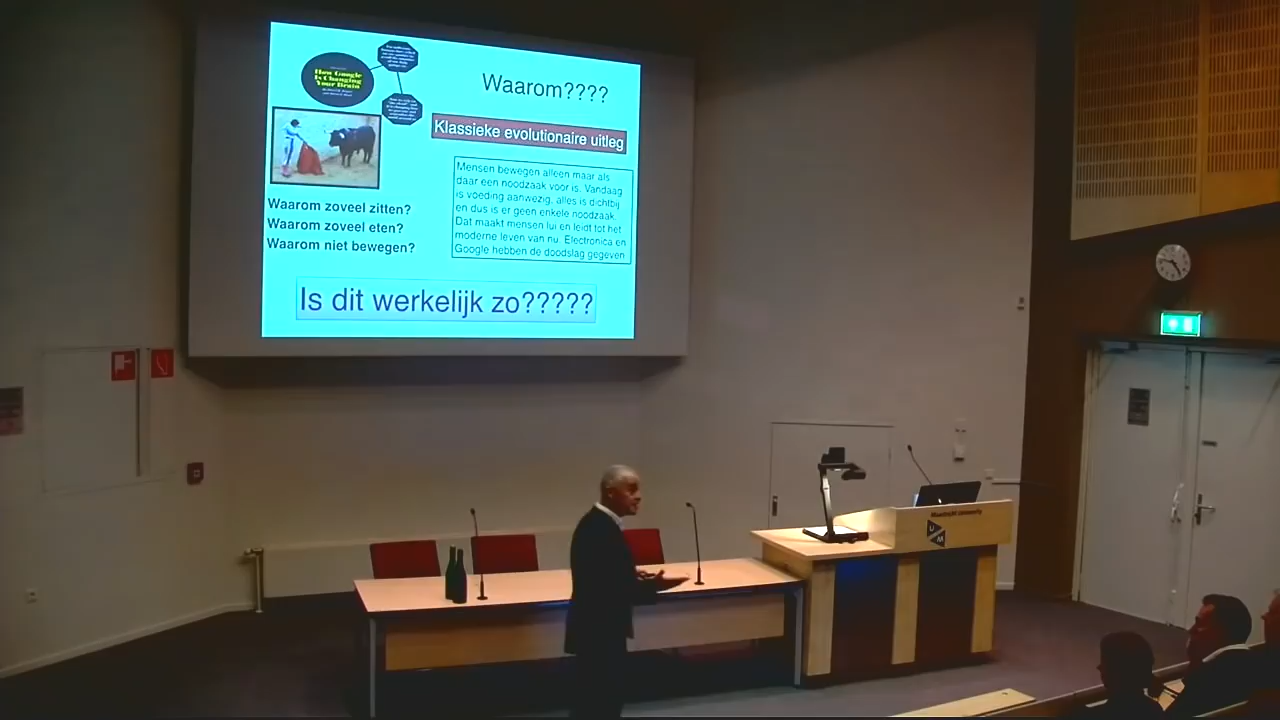 How Google
Is Changing
Your Brain
Waarom????
Klassieke evolutionaire uitleg
Mensen bewegen alleen maar als
daar een noodzaak voor is. Vandaag
is voeding aanwezig, alles is dichtbij
en dus is er geen enkele noodzaak.
Dat maakt mensen lui en leidt tot het
moderne leven van nu. Electronica en
Google hebben de doodslag gegeven
Waarom zoveel zitten?
Waarom zoveel eten?
Waarom niet bewegen?
Is dit werkelijk zo?????
Maastricht University
U
M